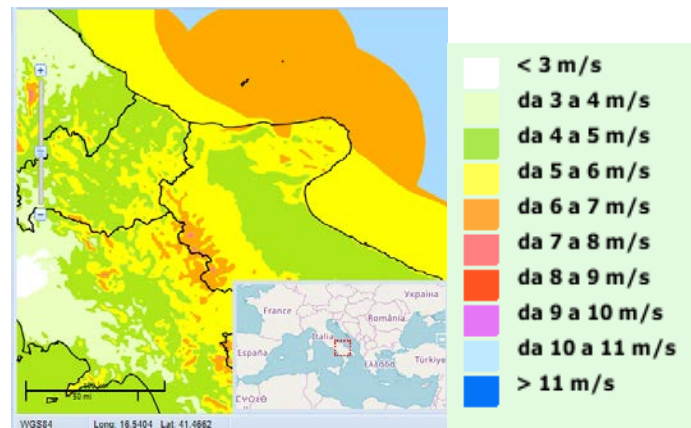 < 3 m/s
da 3 a 4 m/s
da 4 a 5 m/s
da 5 a 6 m/s
da 6 a 7 m/s
da 7 a 8 m/s
da 8 a 9 m/s
da 9 a 10 m/s
da 10 a 11 m/s
> 11 m/s
Україна
France
România
Italia
España
Ελλάδα
Türkiye
50 mi
WGS84 Long: 16.5404 Lat: 41.4662